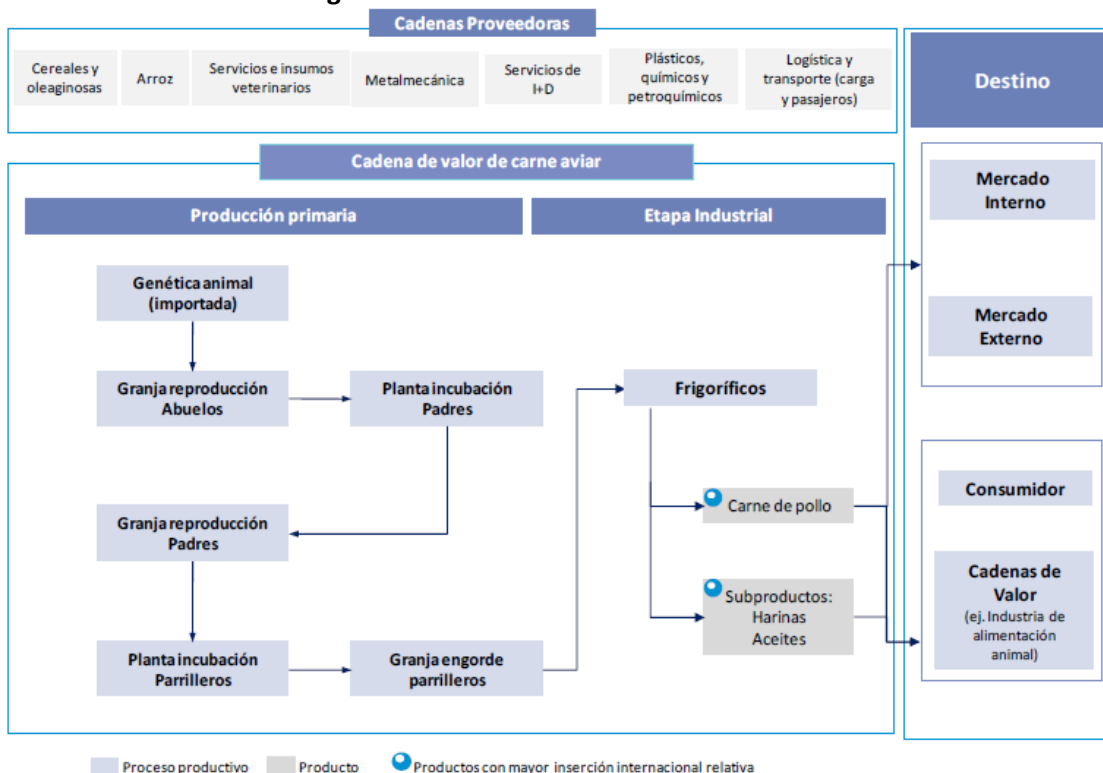 Cadenas Proveedoras
Cereales y
oleaginosas
Arroz
Servicios e insumos
veterinarios
Metalmecánica
Servicios de
I+D
Plásticos,
químicos y
petroquímicos
Logística y
transporte (carga
y pasajeros)
Destino
Mercado
Interno
Mercado
Externo
Consumidor
Cadenas de
Valor
(ej. Industria de
alimentación
animal)
Cadena de valor de carne aviar
Producción primaria
Etapa Industrial
Genética animal
(importada)
Granja reproducción
Abuelos
Planta incubación
Padres
Granja reproducción
Padres
Planta incubación
Parrilleros
Granja engorde
parrilleros
Frigoríficos
Carne de pollo
Subproductos:
Harinas
Aceites
Proceso productivo
Producto
Productos con mayor inserción internacional relativa